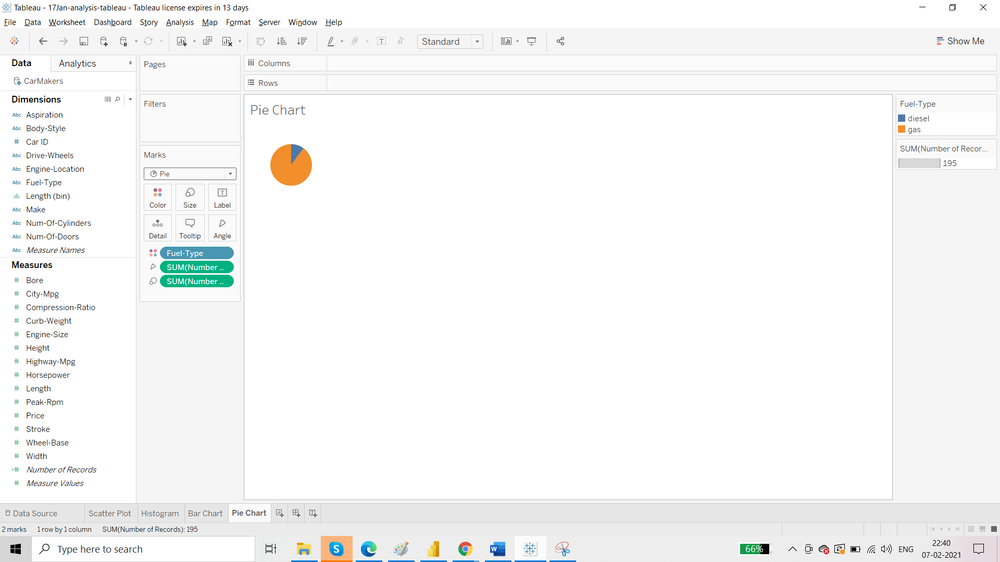 Tableau - 17Jan-analysis-tableau - Tableau license expires in 13 days
File Data Worksheet Dashboard Story Analysis Map Format Server Window Help
Standard
Show Me
Data Analytics
CarMakers
Dimensions
Abc Aspiration
Abc Body-Style
Car ID
Abc Drive-Wheels
Abc Engine-Location
Abc Fuel-Type
Length (bin)
Abc Make
Abc Num-Of-Cylinders
Abc Num-Of-Doors
Abc Measure Names
Measures
Bore
City-Mpg
Compression-Ratio
Curb-Weight
Engine-Size
Height
Highway-Mpg
Horsepower
Length
Peak-Rpm
Price
Stroke
Wheel-Base
Width
Number of Records
Measure Values
Pages
Filters
Marks
Pie
Color Size Label
Detail Tooltip Angle
Fuel-Type
SUM(Number ..
SUM(Number ..
Columns
Rows
Pie Chart
Fuel-Type
diesel
gas
SUM(Number of Recor...
195
Data Source Scatter Plot Histogram Bar Chart Pie Chart
2 marks 1 row by 1 column SUM(Number of Records): 195
Type here to search
66%
ENG
22:40
07-02-2021